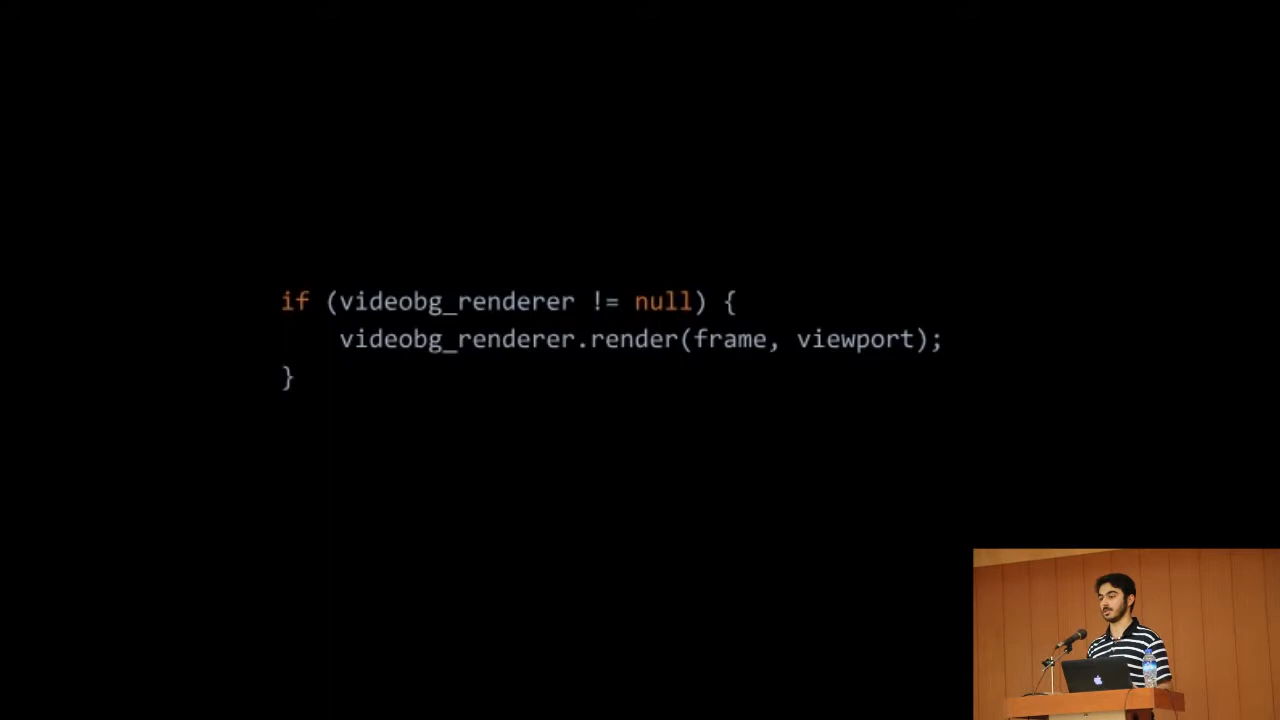 if (videobg_renderer != null) {
    videobg_renderer.render(frame, viewport);
}